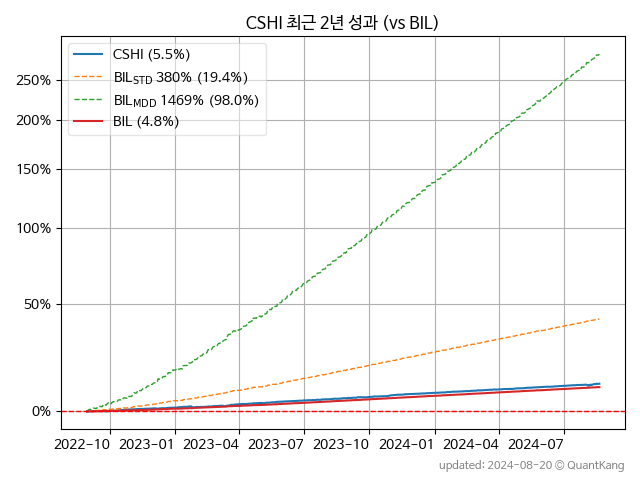 CSHI 최근 2년 성과 (vs BIL)
CSHI (5.5%)
BIL_STD 380% (19.4%)
BIL_MDD 1469% (98.0%)
BIL (4.8%)
250%
200%
150%
100%
50%
0%
2022-10 2023-01 2023-04 2023-07 2023-10 2024-01 2024-04 2024-07
updated: 2024-08-20 © QuantKang